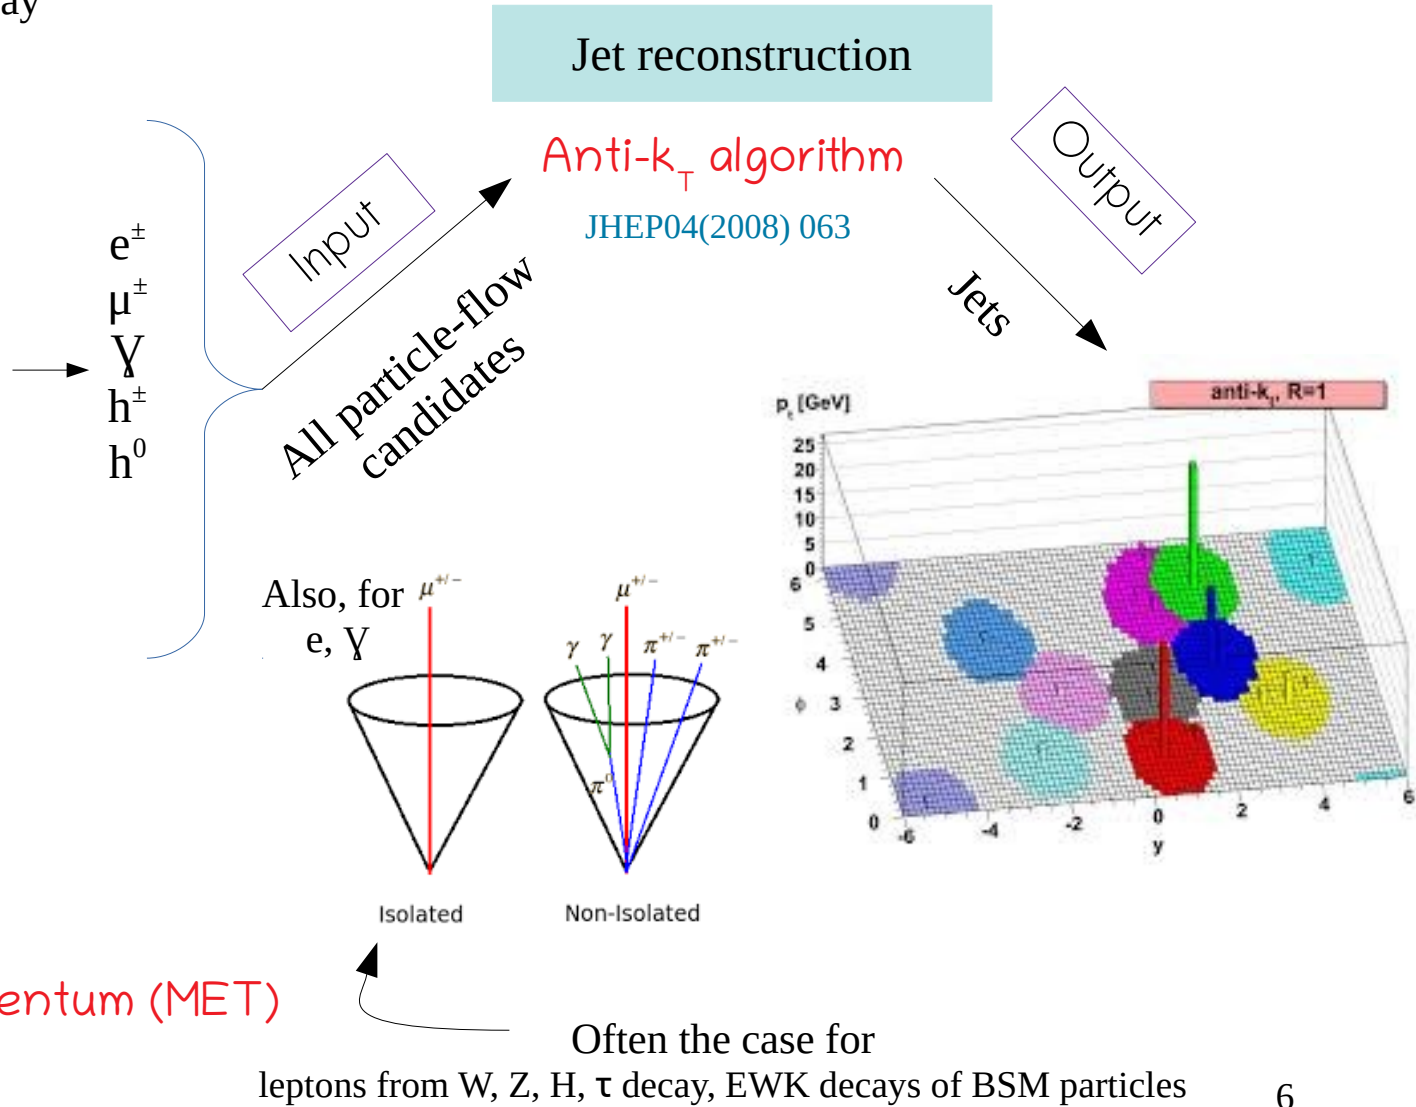 ay
Jet reconstruction
Anti-k_T algorithm
JHEP04(2008) 063
Input
Output
e±
μ±
Ɣ
h±
h⁰
All particle-flow
candidates
Jets
anti-k_t, R=1
p_t [GeV]
25
20
15
10
5
0
6
5
4
ϕ 3
2
1
0
-6 -4 -2 0 2 4 6
y
Also, for
e, Ɣ
μ+/−
μ+/−
γ γ π+/− π+/−
π⁰
Isolated
Non-Isolated
entum (MET)
Often the case for
leptons from W, Z, H, τ decay, EWK decays of BSM particles
6